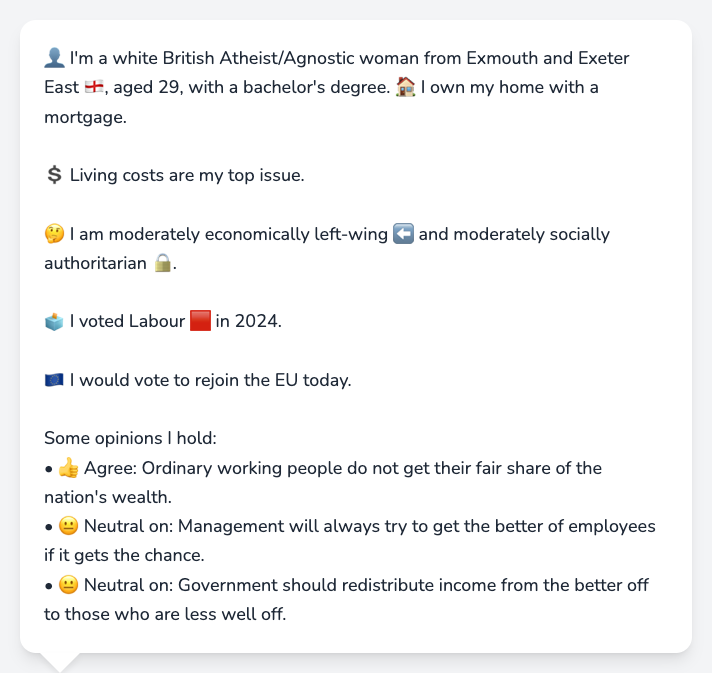 👤 I'm a white British Atheist/Agnostic woman from Exmouth and Exeter
East 🏴󠁧󠁢󠁥󠁮󠁧󠁿, aged 29, with a bachelor's degree. 🏠 I own my home with a
mortgage.
💲 Living costs are my top issue.
🤔 I am moderately economically left-wing ⬅️ and moderately socially
authoritarian 🔒.
🗳️ I voted Labour 🟥 in 2024.
🇪🇺 I would vote to rejoin the EU today.
Some opinions I hold:
• 👍 Agree: Ordinary working people do not get their fair share of the
nation's wealth.
• 😐 Neutral on: Management will always try to get the better of employees
if it gets the chance.
• 😐 Neutral on: Government should redistribute income from the better off
to those who are less well off.